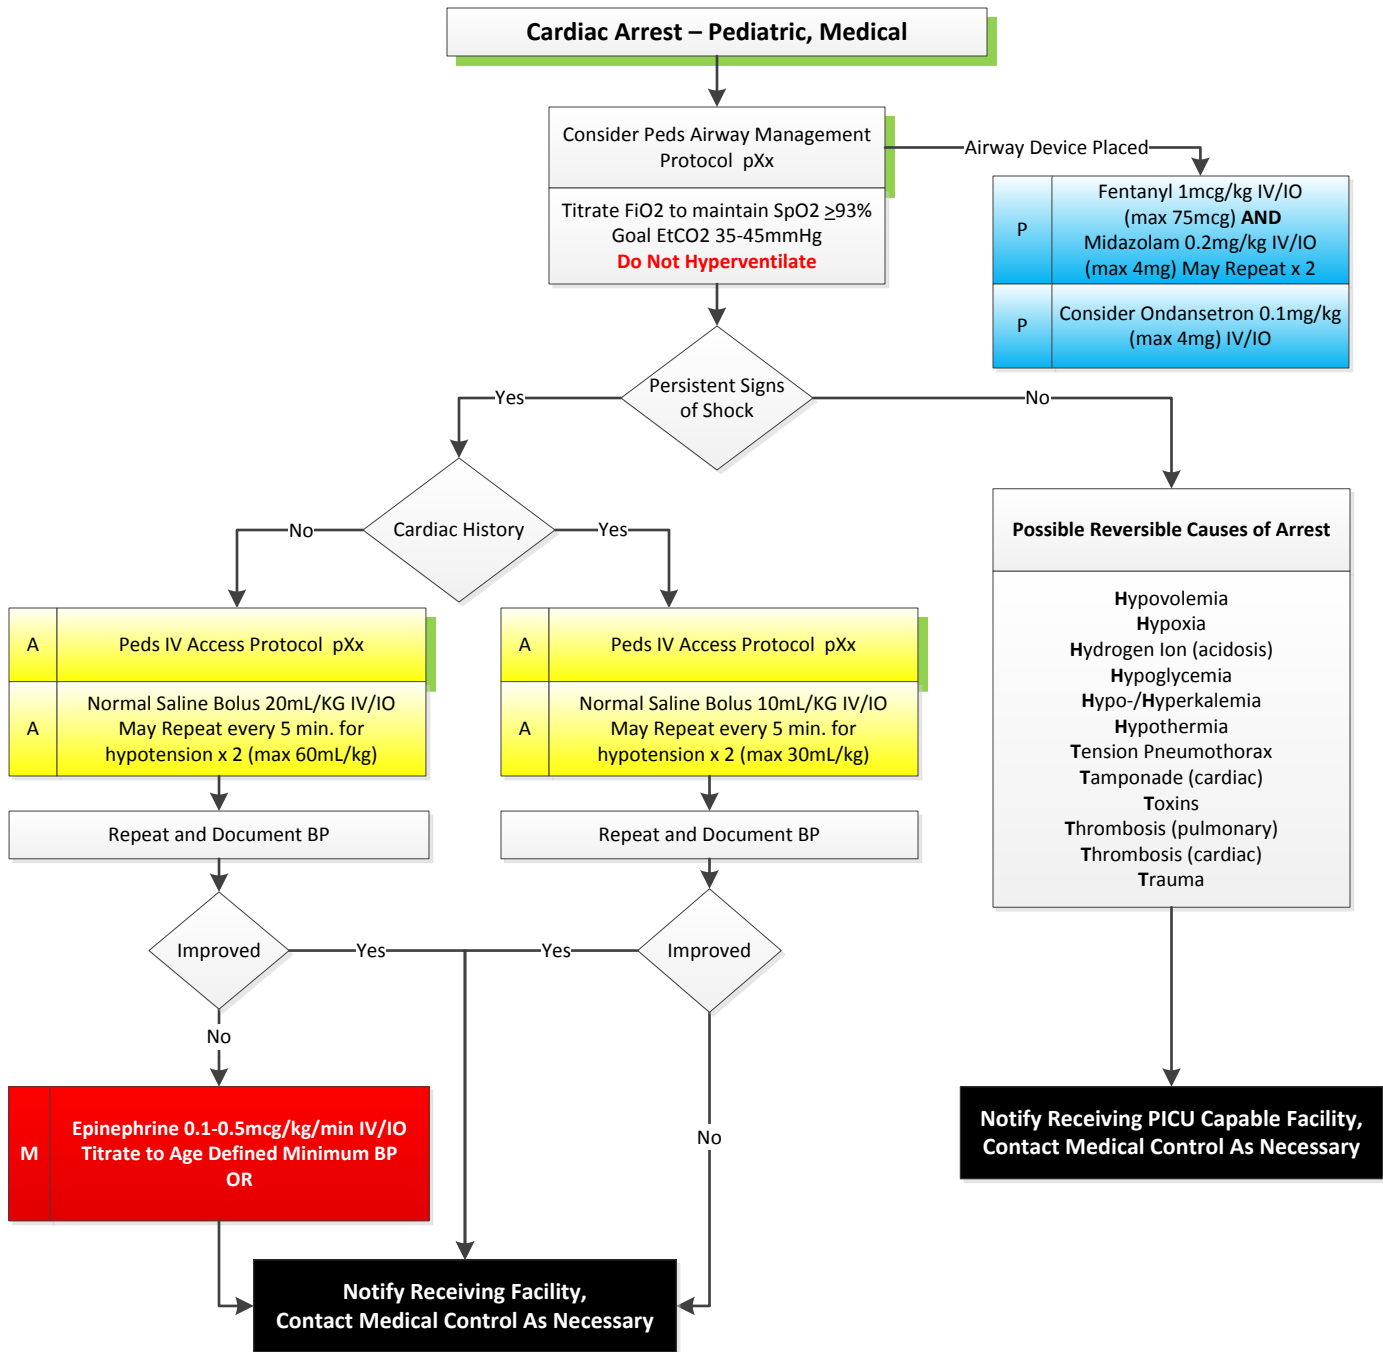 Cardiac Arrest – Pediatric, Medical
Consider Peds Airway Management
Protocol pXx
Titrate FiO2 to maintain SpO2 ≥93%
Goal EtCO2 35-45mmHg
Do Not Hyperventilate
Airway Device Placed
P
Fentanyl 1mcg/kg IV/IO
(max 75mcg) AND
Midazolam 0.2mg/kg IV/IO
(max 4mg) May Repeat x 2
P
Consider Ondansetron 0.1mg/kg
(max 4mg) IV/IO
Persistent Signs
of Shock
Yes
No
Cardiac History
No
Yes
A
Peds IV Access Protocol pXx
A
Normal Saline Bolus 20mL/KG IV/IO
May Repeat every 5 min. for
hypotension x 2 (max 60mL/kg)
Repeat and Document BP
Improved
Yes
No
M
Epinephrine 0.1-0.5mcg/kg/min IV/IO
Titrate to Age Defined Minimum BP
OR
A
Peds IV Access Protocol pXx
A
Normal Saline Bolus 10mL/KG IV/IO
May Repeat every 5 min. for
hypotension x 2 (max 30mL/kg)
Repeat and Document BP
Improved
Yes
No
Notify Receiving Facility,
Contact Medical Control As Necessary
Possible Reversible Causes of Arrest
Hypovolemia
Hypoxia
Hydrogen Ion (acidosis)
Hypoglycemia
Hypo-/Hyperkalemia
Hypothermia
Tension Pneumothorax
Tamponade (cardiac)
Toxins
Thrombosis (pulmonary)
Thrombosis (cardiac)
Trauma
Notify Receiving PICU Capable Facility,
Contact Medical Control As Necessary